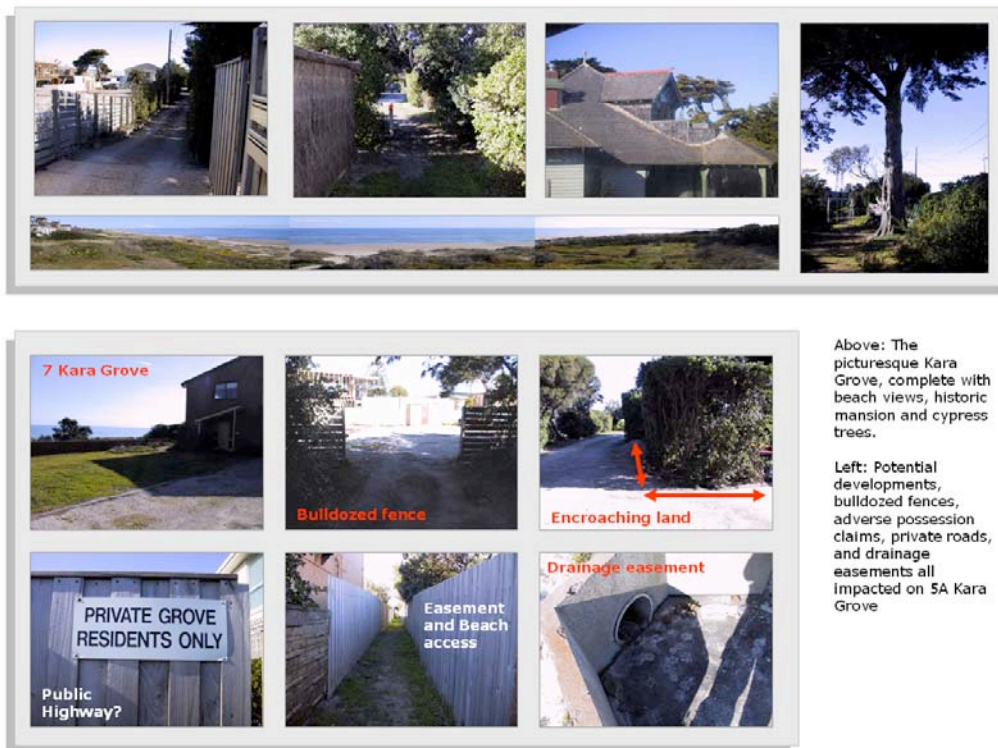 Above: The
picturesque Kara
Grove, complete with
beach views, historic
mansion and cypress
trees.
Left: Potential
developments,
bulldozed fences,
adverse possession
claims, private roads,
and drainage
easements all
impacted on 5A Kara
Grove
7 Kara Grove
Bulldozed fence
Encroaching land
PRIVATE GROVE
RESIDENTS ONLY
Public
Highway?
Easement
and Beach
access
Drainage easement